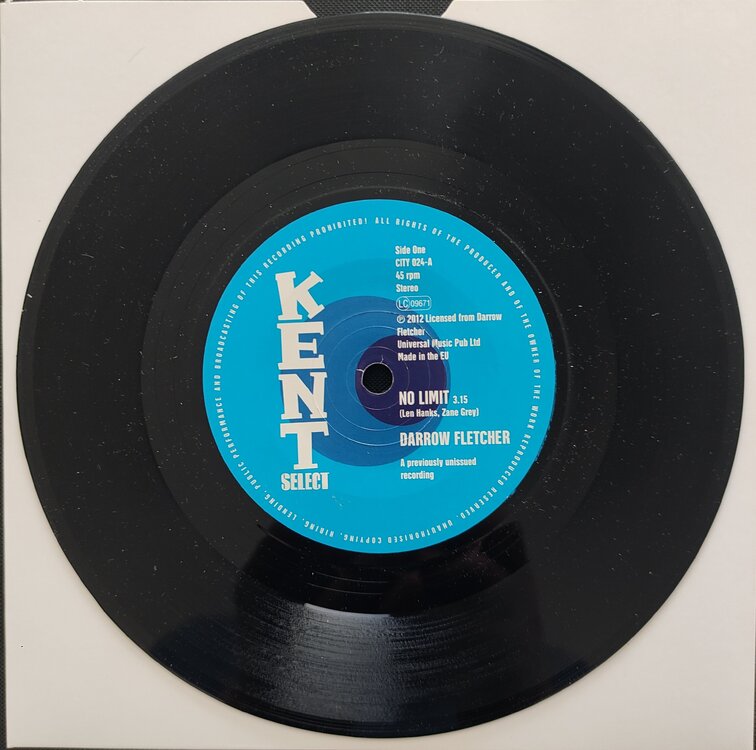 KENT
SELECT
Side One
CITY 024-A
45 rpm
Stereo
LC 09671
℗ 2012 Licensed from Darrow
Fletcher
Universal Music Pub Ltd
Made in the EU
NO LIMIT 3.15
(Len Hanks, Zane Grey)
DARROW FLETCHER
A previously unissued
recording
ALL RIGHTS OF THE PRODUCER AND OF THE OWNER OF THE WORK REPRODUCED RESERVED. UNAUTHORISED COPYING, HIRING, LENDING, PUBLIC PERFORMANCE AND BROADCASTING OF THIS RECORDING PROHIBITED!